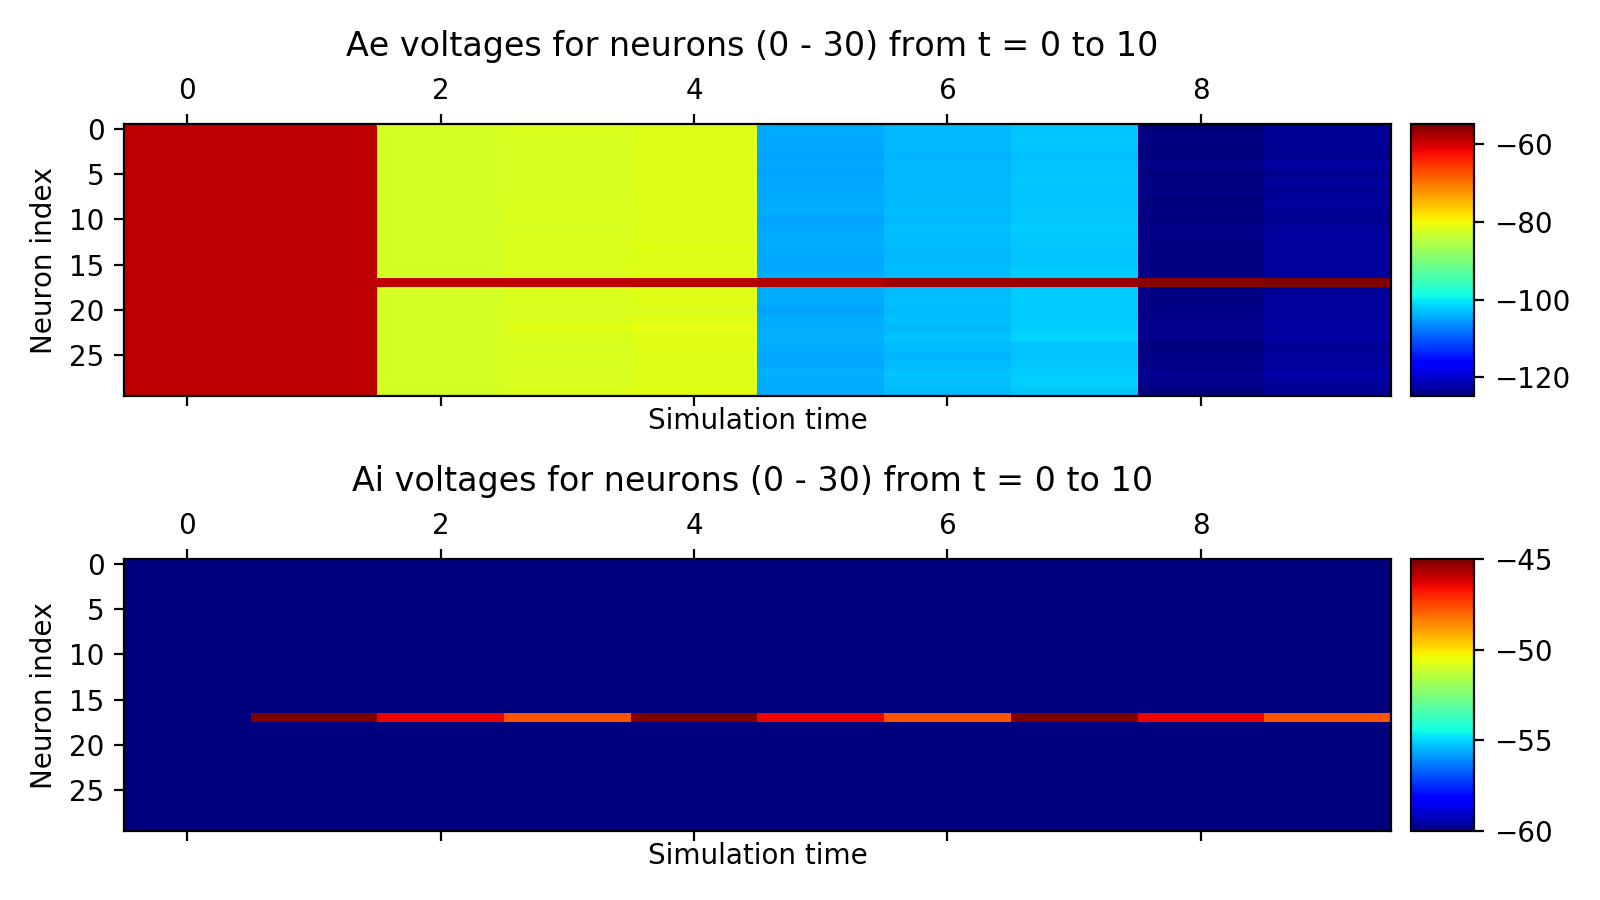 Ae voltages for neurons (0 - 30) from t = 0 to 10
0 2 4 6 8
Neuron index
0
5
10
15
20
25
−60
−80
−100
−120
Simulation time
Ai voltages for neurons (0 - 30) from t = 0 to 10
0 2 4 6 8
Neuron index
0
5
10
15
20
25
−45
−50
−55
−60
Simulation time